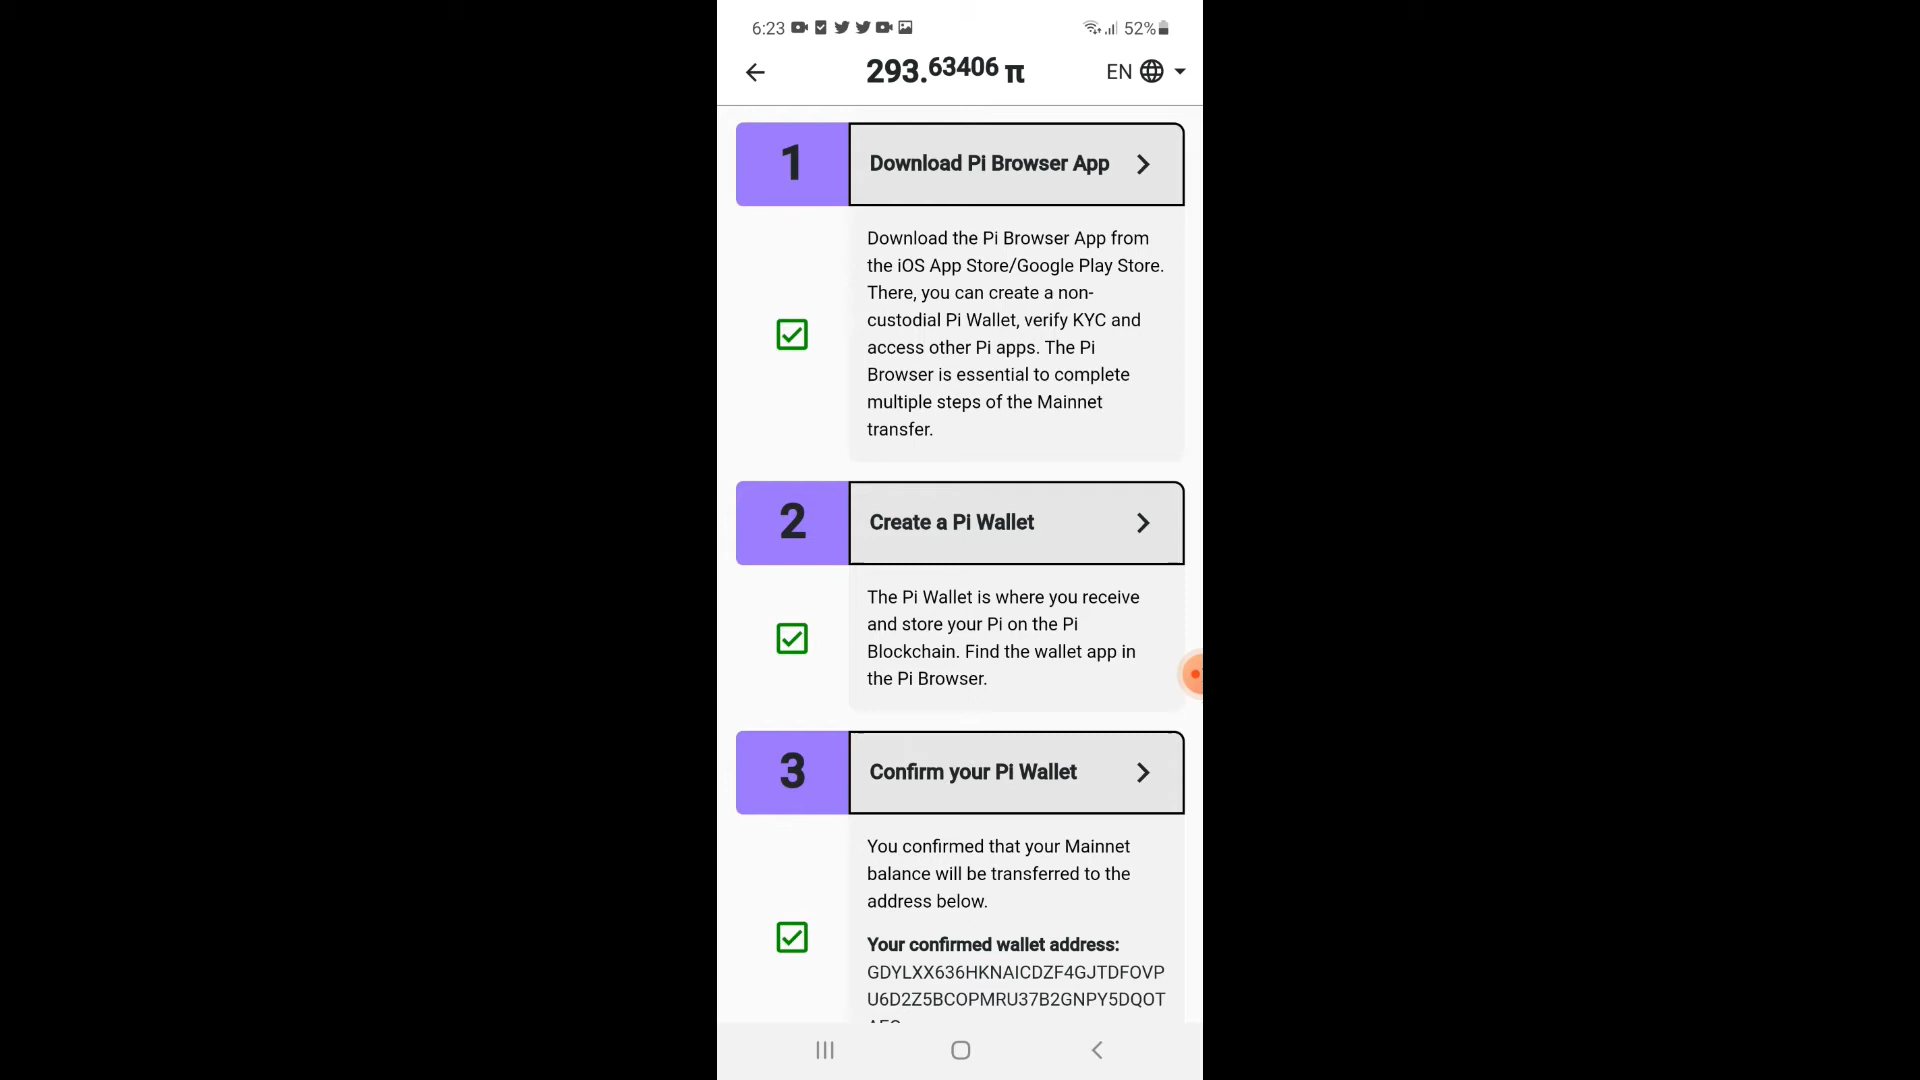 6:23 52%
293.63406 π EN
1 Download Pi Browser App
Download the Pi Browser App from
the iOS App Store/Google Play Store.
There, you can create a non-
custodial Pi Wallet, verify KYC and
access other Pi apps. The Pi
Browser is essential to complete
multiple steps of the Mainnet
transfer.
2 Create a Pi Wallet
The Pi Wallet is where you receive
and store your Pi on the Pi
Blockchain. Find the wallet app in
the Pi Browser.
3 Confirm your Pi Wallet
You confirmed that your Mainnet
balance will be transferred to the
address below.
Your confirmed wallet address:
GDYLXX636HKNAICDZF4GJTDFOVP
U6D2Z5BCOPMRU37B2GNPY5DQOT